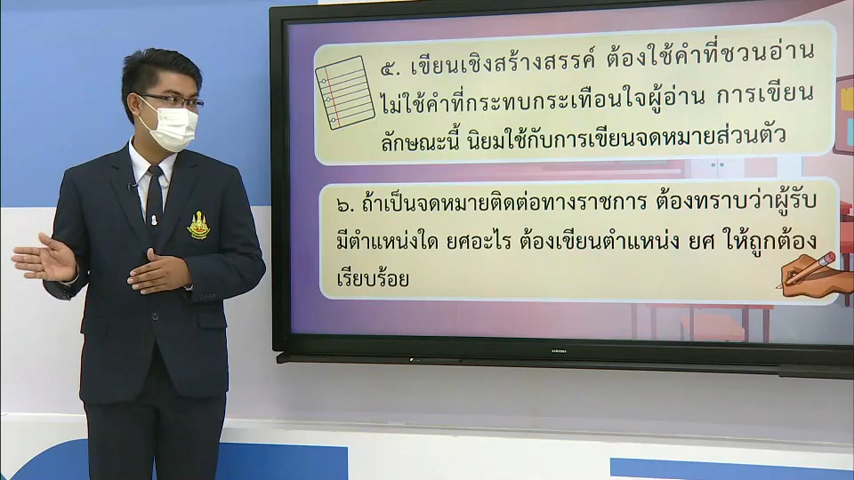 ๕. เขียนเชิงสร้างสรรค์ ต้องใช้คำที่ชวนอ่าน
ไม่ใช้คำที่กระทบกระเทือนใจผู้อ่าน การเขียน
ลักษณะนี้ นิยมใช้กับการเขียนจดหมายส่วนตัว
๖. ถ้าเป็นจดหมายติดต่อทางราชการ ต้องทราบว่าผู้รับ
มีตำแหน่งใด ยศอะไร ต้องเขียนตำแหน่ง ยศ ให้ถูกต้อง
เรียบร้อย
SAMSUNG